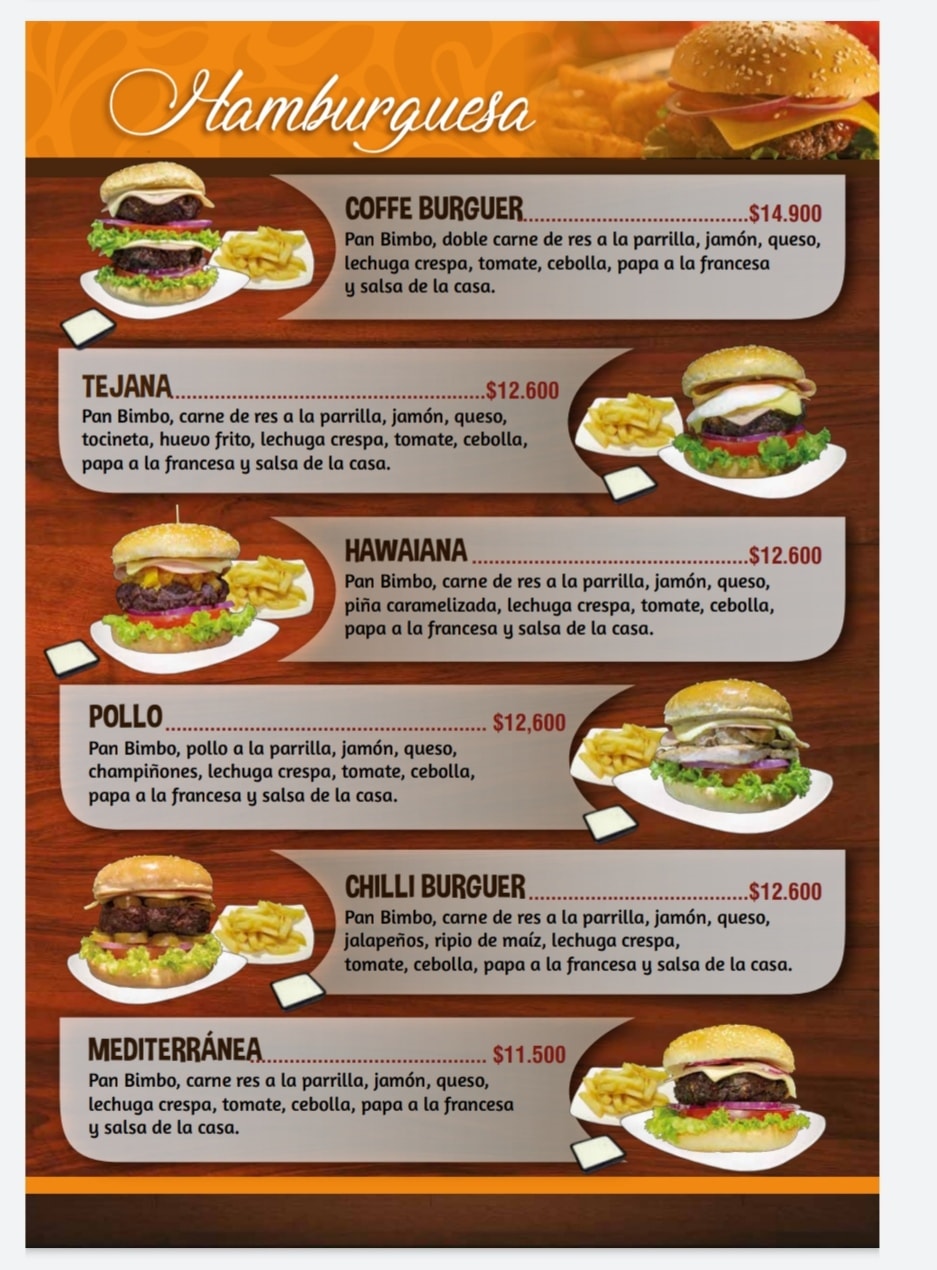 Hamburguesa
COFFE BURGUER..........................................$14.900
Pan Bimbo, doble carne de res a la parrilla, jamón, queso,
lechuga crespa, tomate, cebolla, papa a la francesa
y salsa de la casa.
TEJANA..........................................................$12.600
Pan Bimbo, carne de res a la parrilla, jamón, queso,
tocineta, huevo frito, lechuga crespa, tomate, cebolla,
papa a la francesa y salsa de la casa.
HAWAIANA....................................................$12.600
Pan Bimbo, carne de res a la parrilla, jamón, queso,
piña caramelizada, lechuga crespa, tomate, cebolla,
papa a la francesa y salsa de la casa.
POLLO............................................................ $12,600
Pan Bimbo, pollo a la parrilla, jamón, queso,
champiñones, lechuga crespa, tomate, cebolla,
papa a la francesa y salsa de la casa.
CHILLI BURGUER.........................................$12.600
Pan Bimbo, carne de res a la parrilla, jamón, queso,
jalapeños, ripio de maíz, lechuga crespa,
tomate, cebolla, papa a la francesa y salsa de la casa.
MEDITERRÁNEA.......................................... $11.500
Pan Bimbo, carne res a la parrilla, jamón, queso,
lechuga crespa, tomate, cebolla, papa a la francesa
y salsa de la casa.